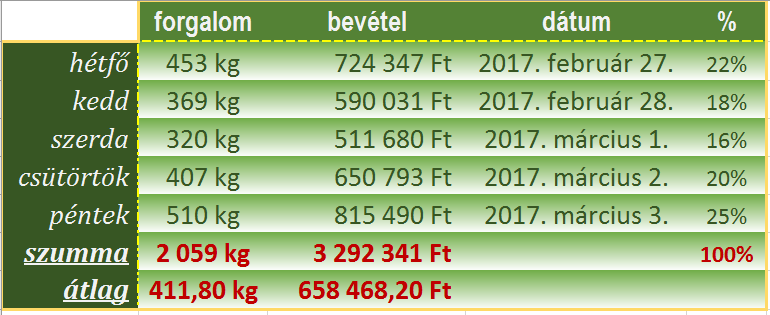 forgalom bevétel dátum %
hétfő 453 kg 724 347 Ft 2017. február 27. 22%
kedd 369 kg 590 031 Ft 2017. február 28. 18%
szerda 320 kg 511 680 Ft 2017. március 1. 16%
csütörtök 407 kg 650 793 Ft 2017. március 2. 20%
péntek 510 kg 815 490 Ft 2017. március 3. 25%
szumma 2 059 kg 3 292 341 Ft 100%
átlag 411,80 kg 658 468,20 Ft